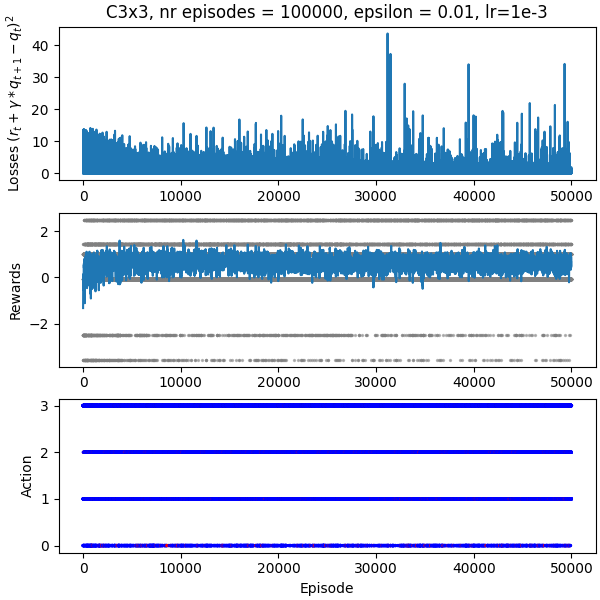 C3x3, nr episodes = 100000, epsilon = 0.01, lr=1e-3
Losses $(r_t + \gamma * q_{t+1} - q_t)^2$
40
30
20
10
0
0 10000 20000 30000 40000 50000
Rewards
2
0
−2
0 10000 20000 30000 40000 50000
Action
3
2
1
0
0 10000 20000 30000 40000 50000
Episode